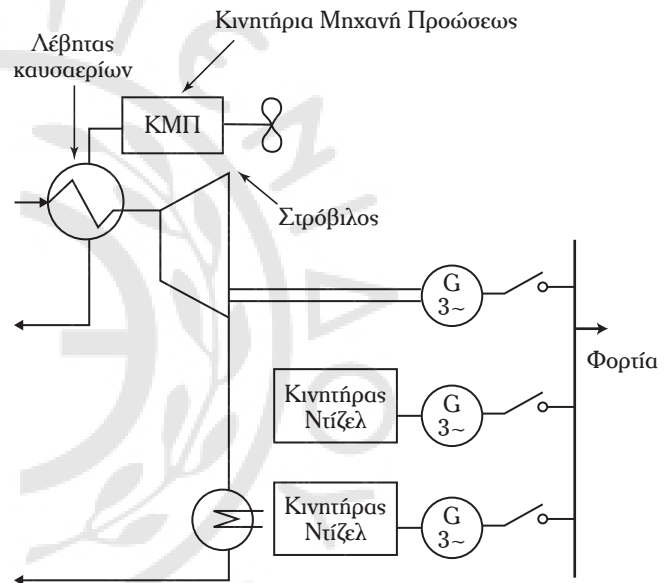 Κινητήρια Μηχανή Προώσεως
Λέβητας
καυσαερίων
ΚΜΠ
Στρόβιλος
G
3~
Φορτία
Κινητήρας
Ντίζελ
G
3~
Κινητήρας
Ντίζελ
G
3~